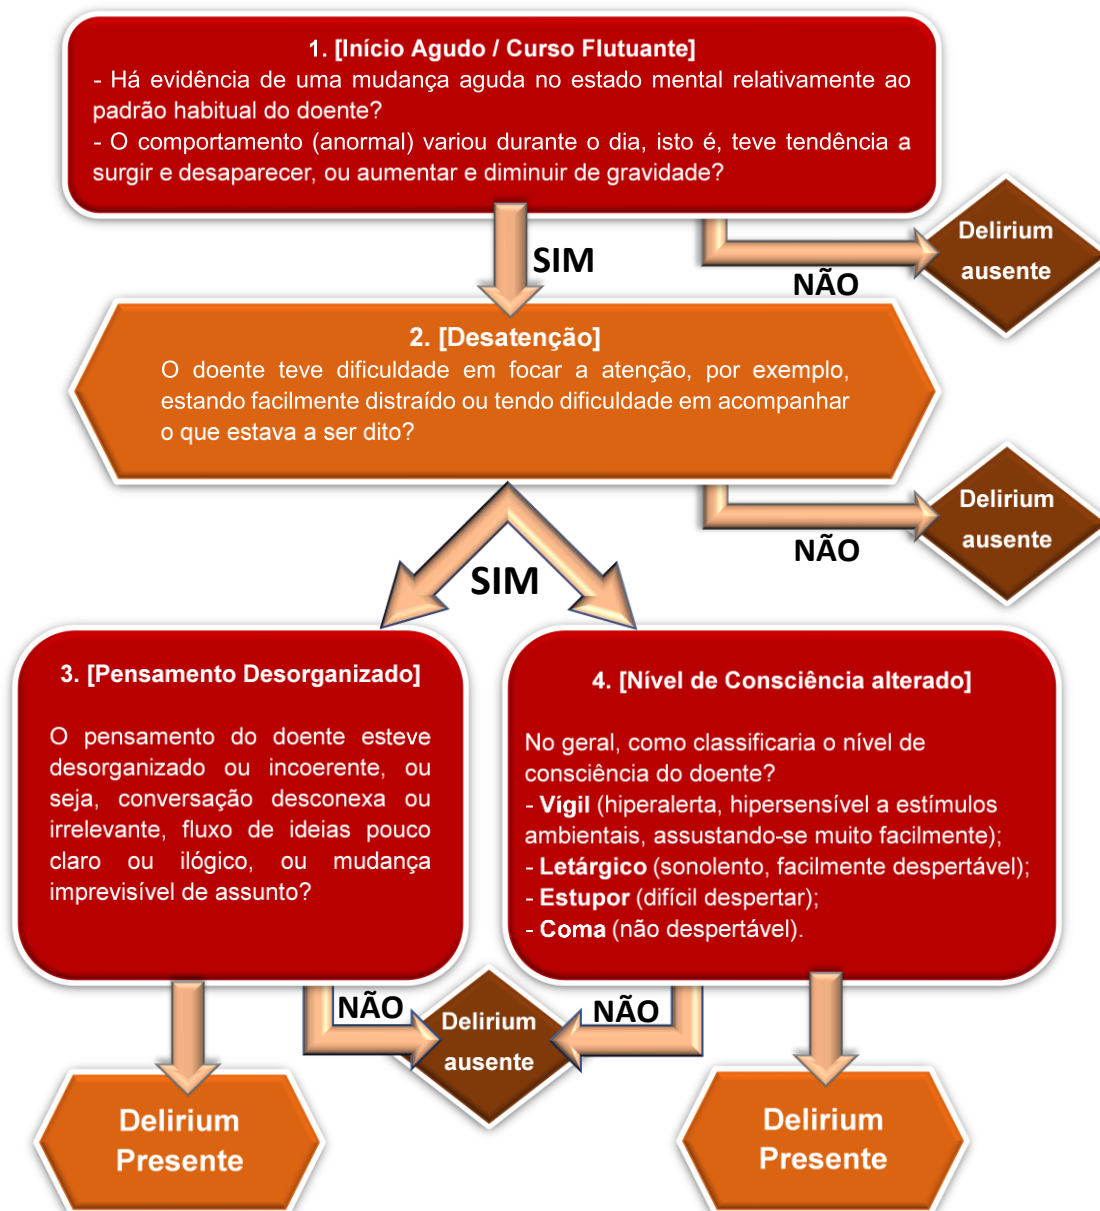 1. [Início Agudo / Curso Flutuante]
- Há evidência de uma mudança aguda no estado mental relativamente ao
padrão habitual do doente?
- O comportamento (anormal) variou durante o dia, isto é, teve tendência a
surgir e desaparecer, ou aumentar e diminuir de gravidade?
SIM
NÃO
Delirium
ausente
2. [Desatenção]
O doente teve dificuldade em focar a atenção, por exemplo,
estando facilmente distraído ou tendo dificuldade em acompanhar
o que estava a ser dito?
SIM
NÃO
Delirium
ausente
3. [Pensamento Desorganizado]
O pensamento do doente esteve
desorganizado ou incoerente, ou
seja, conversação desconexa ou
irrelevante, fluxo de ideias pouco
claro ou ilógico, ou mudança
imprevisível de assunto?
4. [Nível de Consciência alterado]
No geral, como classificaria o nível de
consciência do doente?
- Vígil (hiperalerta, hipersensível a estímulos
ambientais, assustando-se muito facilmente);
- Letárgico (sonolento, facilmente despertável);
- Estupor (difícil despertar);
- Coma (não despertável).
NÃO
Delirium
ausente
NÃO
Delirium
Presente
Delirium
Presente